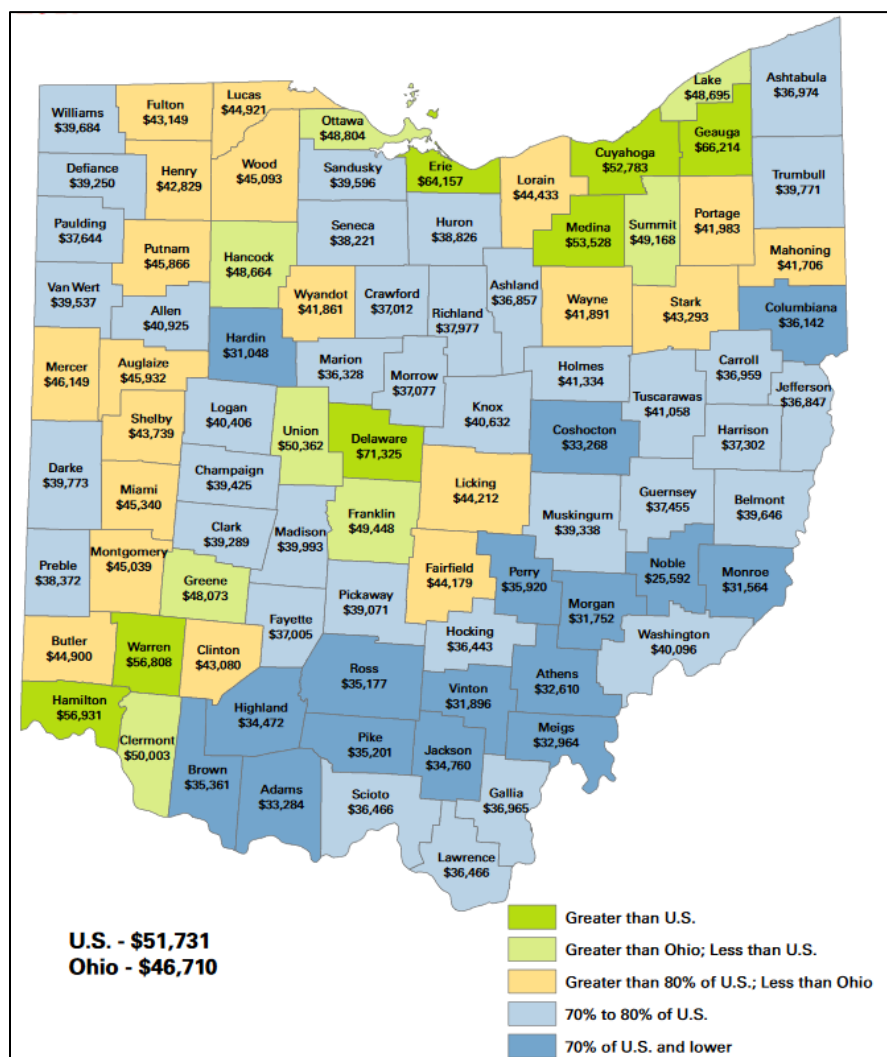 Ashtabula
$36,974
Lake
$48,695
Geauga
$66,214
Lucas
$44,921
Fulton
$43,149
Williams
$39,684
Ottawa
$48,804
Cuyahoga
$52,783
Erie
$64,157
Wood
$45,093
Sandusky
$39,596
Lorain
$44,433
Trumbull
$39,771
Defiance
$39,250
Henry
$42,829
Paulding
$37,644
Seneca
$38,221
Huron
$38,826
Medina
$53,528
Summit
$49,168
Portage
$41,983
Mahoning
$41,706
Putnam
$45,866
Hancock
$48,664
Van Wert
$39,537
Allen
$40,925
Wyandot
$41,861
Crawford
$37,012
Richland
$37,977
Ashland
$36,857
Wayne
$41,891
Stark
$43,293
Columbiana
$36,142
Hardin
$31,048
Mercer
$46,149
Auglaize
$45,932
Marion
$36,328
Morrow
$37,077
Holmes
$41,334
Carroll
$36,959
Tuscarawas
$41,058
Jefferson
$36,847
Shelby
$43,739
Logan
$40,406
Union
$50,362
Delaware
$71,325
Knox
$40,632
Coshocton
$33,268
Harrison
$37,302
Darke
$39,773
Champaign
$39,425
Miami
$45,340
Licking
$44,212
Guernsey
$37,455
Belmont
$39,646
Franklin
$49,448
Muskingum
$39,338
Clark
$39,289
Madison
$39,993
Preble
$38,372
Montgomery
$45,039
Greene
$48,073
Fairfield
$44,179
Perry
$35,920
Noble
$25,592
Monroe
$31,564
Morgan
$31,752
Pickaway
$39,071
Fayette
$37,005
Butler
$44,900
Warren
$56,808
Clinton
$43,080
Hocking
$36,443
Washington
$40,096
Ross
$35,177
Athens
$32,610
Vinton
$31,896
Hamilton
$56,931
Highland
$34,472
Clermont
$50,003
Pike
$35,201
Jackson
$34,760
Meigs
$32,964
Brown
$35,361
Adams
$33,284
Scioto
$36,466
Gallia
$36,965
Lawrence
$36,466
U.S. - $51,731
Ohio - $46,710
Greater than U.S.
Greater than Ohio; Less than U.S.
Greater than 80% of U.S.; Less than Ohio
70% to 80% of U.S.
70% of U.S. and lower